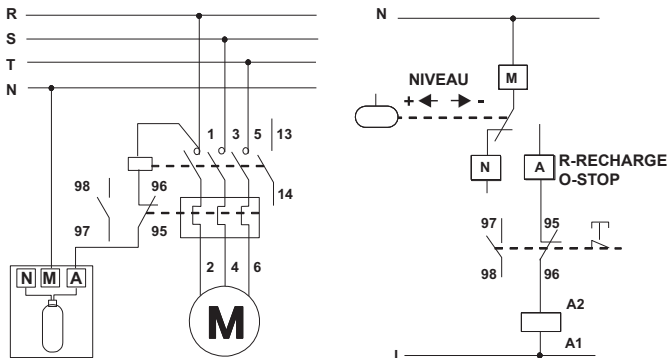 R
S
T
N
1 3 5 13
14
98
96
97
95
2 4 6
N M A
M
N
M
NIVEAU
+ -
N
A
R-RECHARGE
O-STOP
97
95
98
96
A2
A1
L